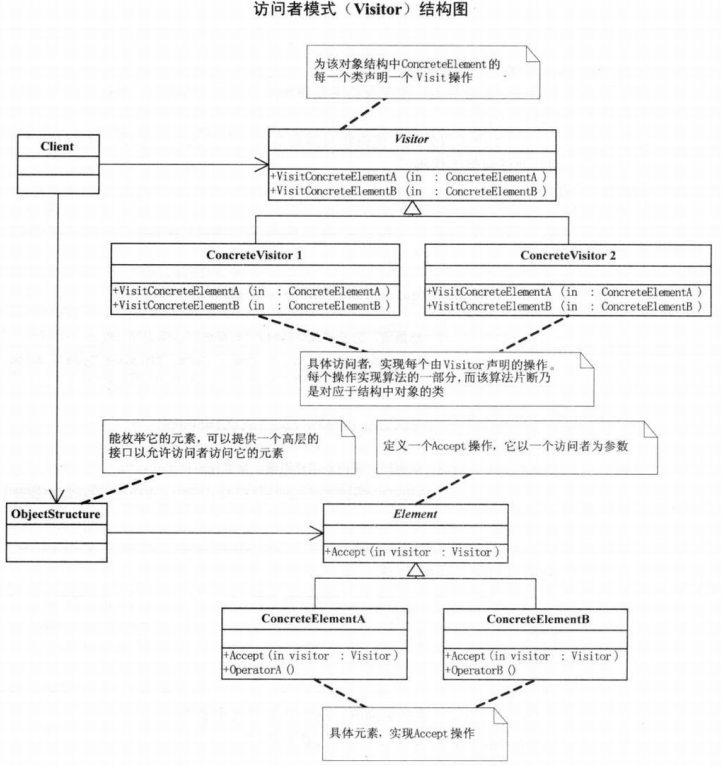 访问者模式（Visitor）结构图
为该对象结构中ConcreteElement的
每一个类声明一个 Visit 操作
Client
Visitor
+VisitConcreteElementA (in : ConcreteElementA )
+VisitConcreteElementB (in : ConcreteElementB )
ConcreteVisitor 1
+VisitConcreteElementA (in : ConcreteElementA )
+VisitConcreteElementB (in : ConcreteElementB )
ConcreteVisitor 2
+VisitConcreteElementA (in : ConcreteElementA )
+VisitConcreteElementB (in : ConcreteElementB )
具体访问者，实现每个由Visitor声明的操作。
每个操作实现算法的一部分，而该算法片断乃
是对应于结构中对象的类
能枚举它的元素，可以提供一个高层的
接口以允许访问者访问它的元素
定义一个Accept操作，它以一个访问者为参数
ObjectStructure
Element
+Accept(in visitor : Visitor)
ConcreteElementA
+Accept(in visitor : Visitor)
+OperatorA()
ConcreteElementB
+Accept(in visitor : Visitor)
+OperatorB()
具体元素，实现Accept操作